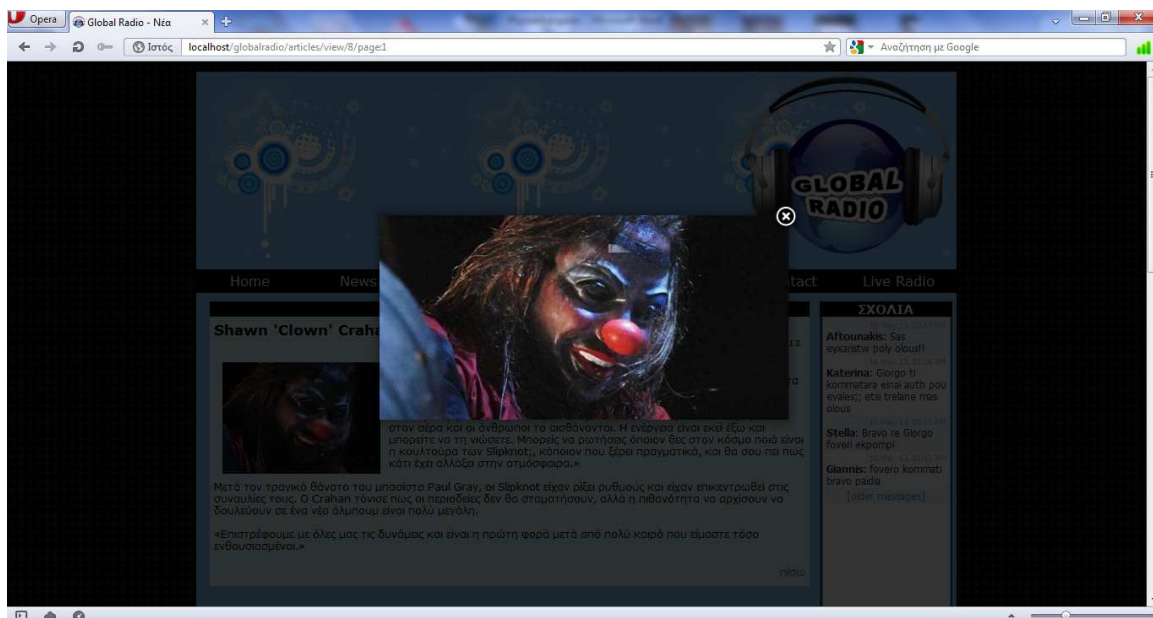 Opera
Global Radio - Νέα
Ιστός
localhost/globalradio/articles/view/8/page:1
Αναζήτηση με Google
GLOBAL
RADIO
Home
News
tact
Live Radio
Shawn 'Clown' Craha
στον αέρα και οι άνθρωποι το αισθάνονται. Η ενέργεια είναι εκεί έξω και
μπορείτε να τη νιώσετε. Μπορείς να ρωτήσεις όποιον θες στον κόσμο ποιά είναι
η κουλτούρα των Slipknot;, κάποιον που ξέρει πραγματικά, και θα σου πει πως
κάτι έχει αλλάξει στην ατμόσφαιρα.»
Μετά τον τραγικό θάνατο του μπασίστα Paul Gray, οι Slipknot είχαν ρίξει ρυθμούς και είχαν επικεντρωθεί στις
συναυλίες τους. Ο Crahan τόνισε πως οι περιοδείες δεν θα σταματήσουν, αλλά η πιθανότητα να αρχίσουν να
δουλεύουν σε ένα νέο άλμπουμ είναι πολύ μεγάλη.
«Επιστρέφουμε με όλες μας τις δυνάμεις και είναι η πρώτη φορά μετά από πολύ καιρό που είμαστε τόσο
ενθουσιασμένοι.»
πίσω
ΣΧΟΛΙΑ
Aftounakis: Sas
eyxaristw poly olous!!
Katerina: Giorgo ti
kommatara einai auth pou
evales;; etsi trelane mas
olous
Stella: Bravo re Giorgo
foveri ekpompi
Giannis: fovero kommati
bravo paidia
[older messages]